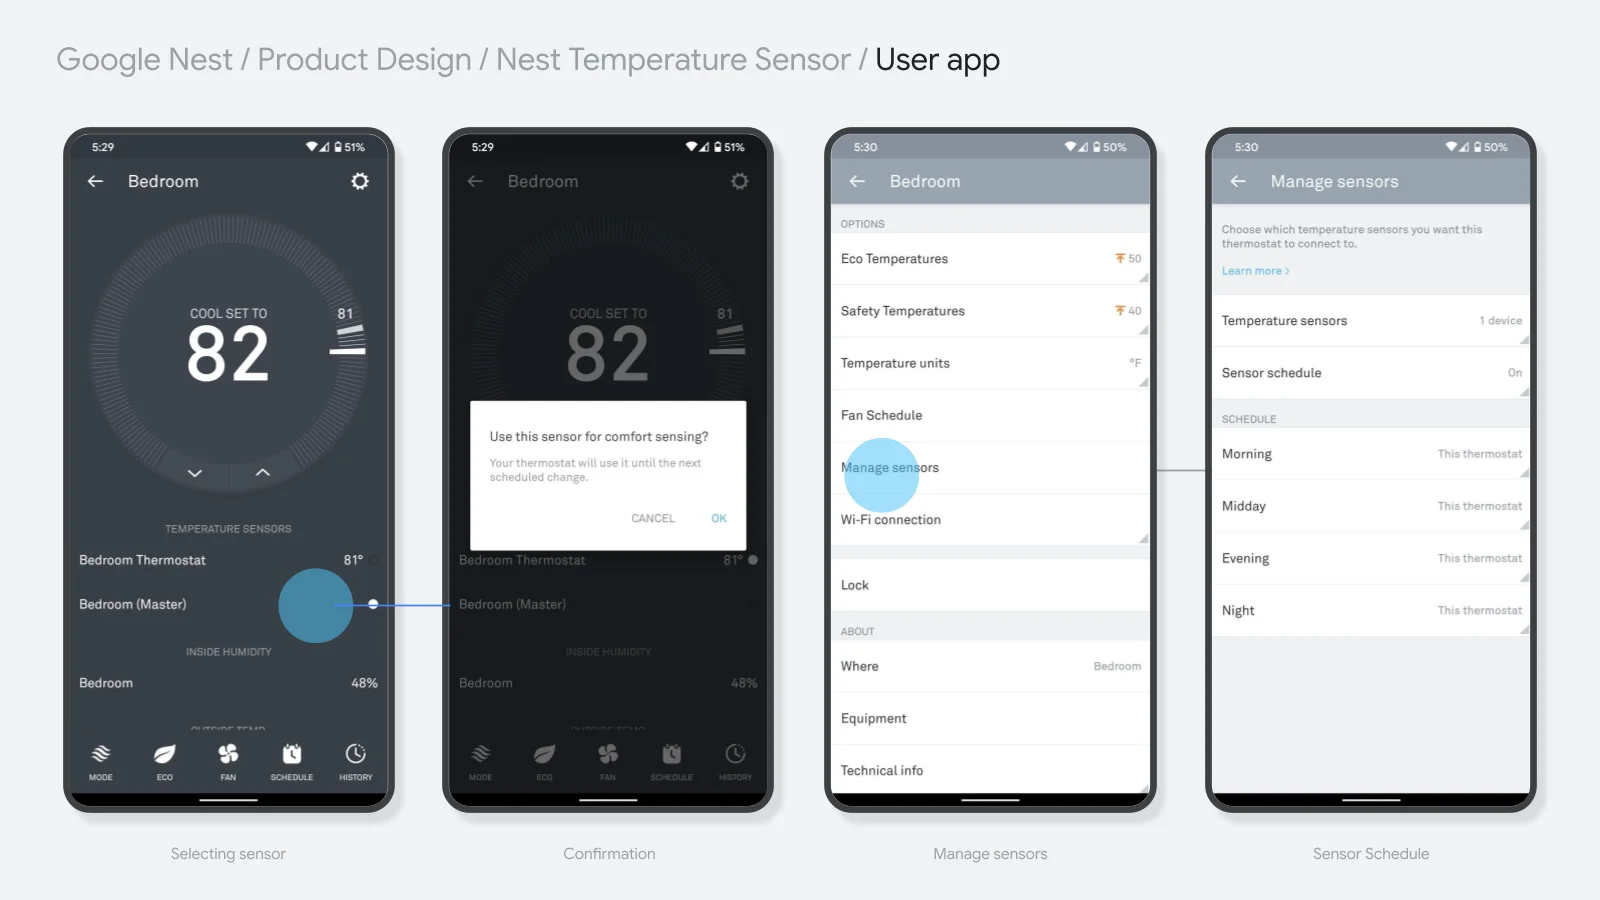 Google Nest / Product Design / Nest Temperature Sensor / User app
5:29
51%
Bedroom
COOL SET TO
82
81
TEMPERATURE SENSORS
Bedroom Thermostat
81°
Bedroom (Master)
INSIDE HUMIDITY
Bedroom
48%
OUTSIDE TEMP
MODE
ECO
FAN
SCHEDULE
HISTORY
Selecting sensor
5:29
51%
Bedroom
COOL SET TO
82
81
Use this sensor for comfort sensing?
Your thermostat will use it until the next
scheduled change.
CANCEL
OK
Bedroom Thermostat
81°
Bedroom (Master)
INSIDE HUMIDITY
Bedroom
48%
OUTSIDE TEMP
MODE
ECO
FAN
SCHEDULE
HISTORY
Confirmation
5:30
50%
Bedroom
OPTIONS
Eco Temperatures
50
Safety Temperatures
40
Temperature units
°F
Fan Schedule
Manage sensors
Wi-Fi connection
Lock
ABOUT
Where
Bedroom
Equipment
Technical info
Manage sensors
5:30
50%
Manage sensors
Choose which temperature sensors you want this
thermostat to connect to.
Learn more >
Temperature sensors
1 device
Sensor schedule
On
SCHEDULE
Morning
This thermostat
Midday
This thermostat
Evening
This thermostat
Night
This thermostat
Sensor Schedule